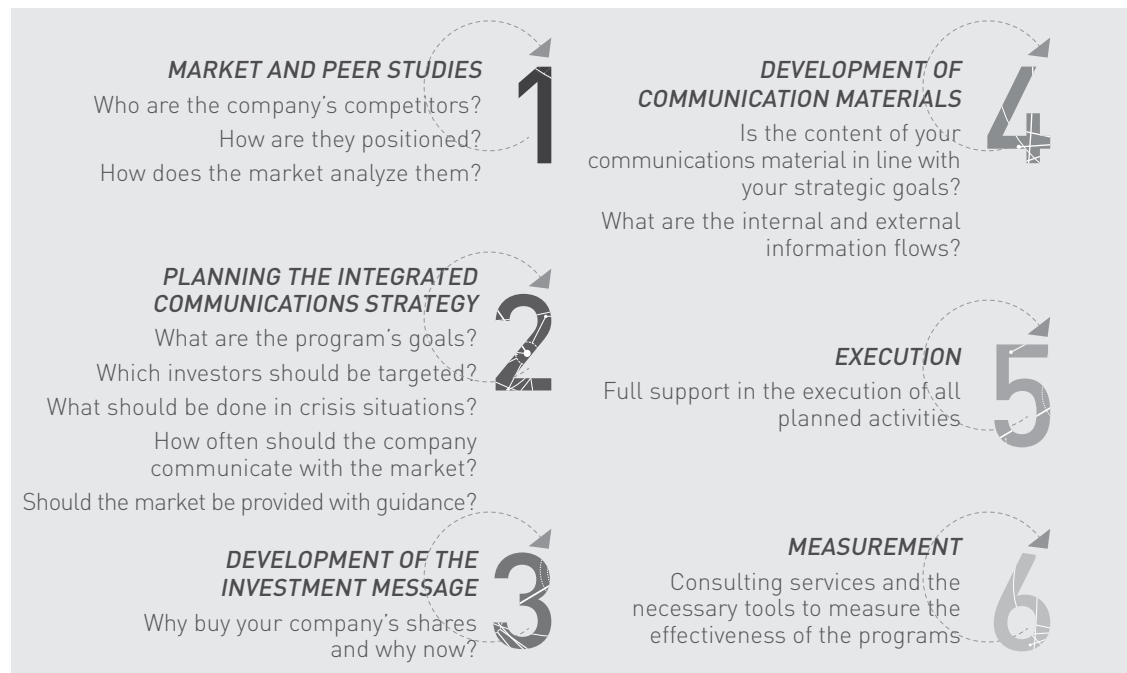 1
MARKET AND PEER STUDIES
Who are the company's competitors?
How are they positioned?
How does the market analyze them?
2
PLANNING THE INTEGRATED
COMMUNICATIONS STRATEGY
What are the program's goals?
Which investors should be targeted?
What should be done in crisis situations?
How often should the company
communicate with the market?
Should the market be provided with guidance?
3
DEVELOPMENT OF THE
INVESTMENT MESSAGE
Why buy your company's shares
and why now?
4
DEVELOPMENT OF
COMMUNICATION MATERIALS
Is the content of your
communications material in line with
your strategic goals?
What are the internal and external
information flows?
5
EXECUTION
Full support in the execution of all
planned activities
6
MEASUREMENT
Consulting services and the
necessary tools to measure the
effectiveness of the programs